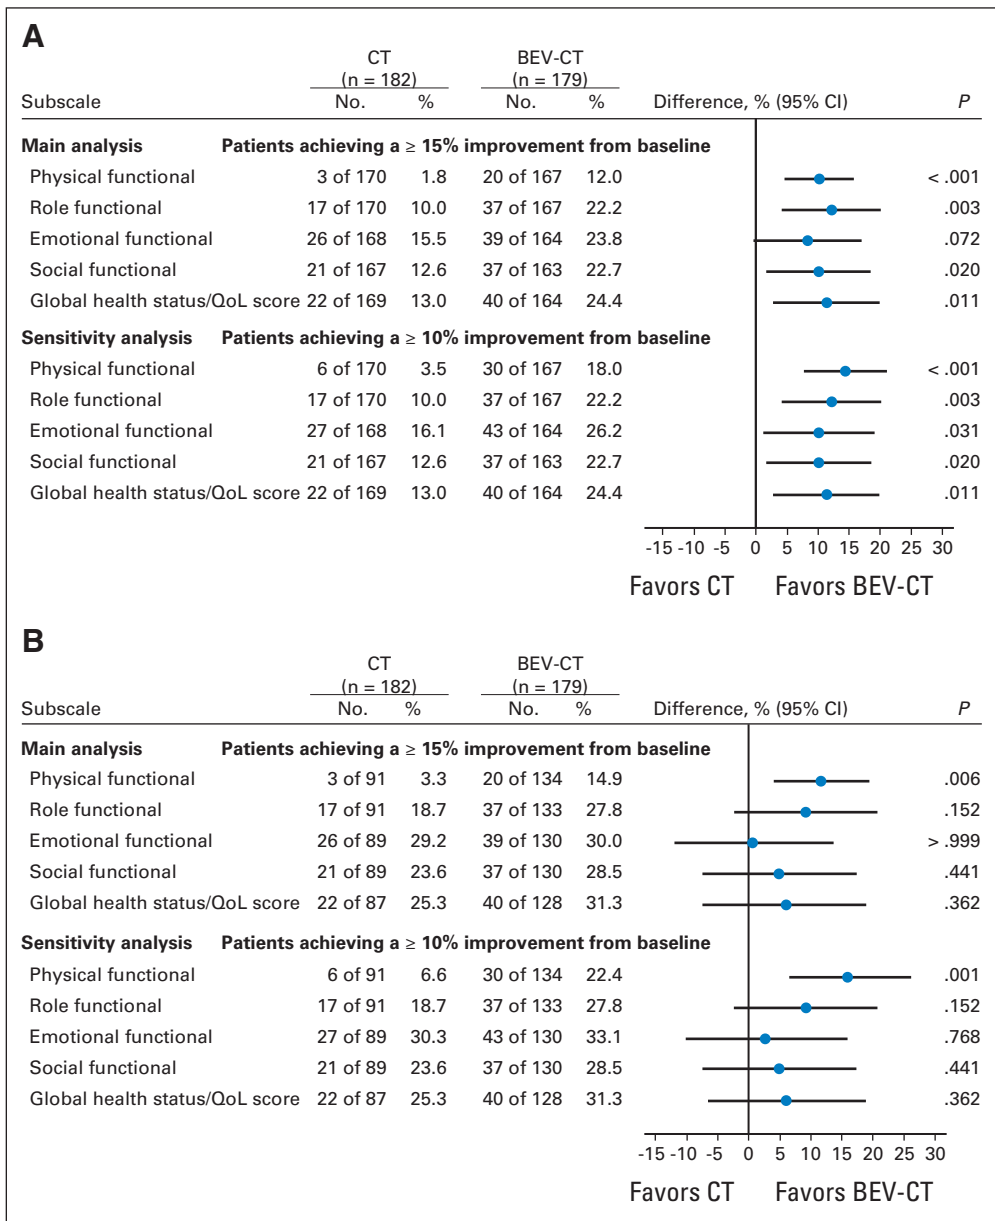 A
CT BEV-CT
(n = 182) (n = 179)
Subscale No. % No. % Difference, % (95% CI) P
Main analysis Patients achieving a ≥ 15% improvement from baseline
Physical functional 3 of 170 1.8 20 of 167 12.0 < .001
Role functional 17 of 170 10.0 37 of 167 22.2 .003
Emotional functional 26 of 168 15.5 39 of 164 23.8 .072
Social functional 21 of 167 12.6 37 of 163 22.7 .020
Global health status/QoL score 22 of 169 13.0 40 of 164 24.4 .011
Sensitivity analysis Patients achieving a ≥ 10% improvement from baseline
Physical functional 6 of 170 3.5 30 of 167 18.0 < .001
Role functional 17 of 170 10.0 37 of 167 22.2 .003
Emotional functional 27 of 168 16.1 43 of 164 26.2 .031
Social functional 21 of 167 12.6 37 of 163 22.7 .020
Global health status/QoL score 22 of 169 13.0 40 of 164 24.4 .011
-15 -10 -5 0 5 10 15 20 25 30
Favors CT Favors BEV-CT
B
CT BEV-CT
(n = 182) (n = 179)
Subscale No. % No. % Difference, % (95% CI) P
Main analysis Patients achieving a ≥ 15% improvement from baseline
Physical functional 3 of 91 3.3 20 of 134 14.9 .006
Role functional 17 of 91 18.7 37 of 133 27.8 .152
Emotional functional 26 of 89 29.2 39 of 130 30.0 > .999
Social functional 21 of 89 23.6 37 of 130 28.5 .441
Global health status/QoL score 22 of 87 25.3 40 of 128 31.3 .362
Sensitivity analysis Patients achieving a ≥ 10% improvement from baseline
Physical functional 6 of 91 6.6 30 of 134 22.4 .001
Role functional 17 of 91 18.7 37 of 133 27.8 .152
Emotional functional 27 of 89 30.3 43 of 130 33.1 .768
Social functional 21 of 89 23.6 37 of 130 28.5 .441
Global health status/QoL score 22 of 87 25.3 40 of 128 31.3 .362
-15 -10 -5 0 5 10 15 20 25 30
Favors CT Favors BEV-CT